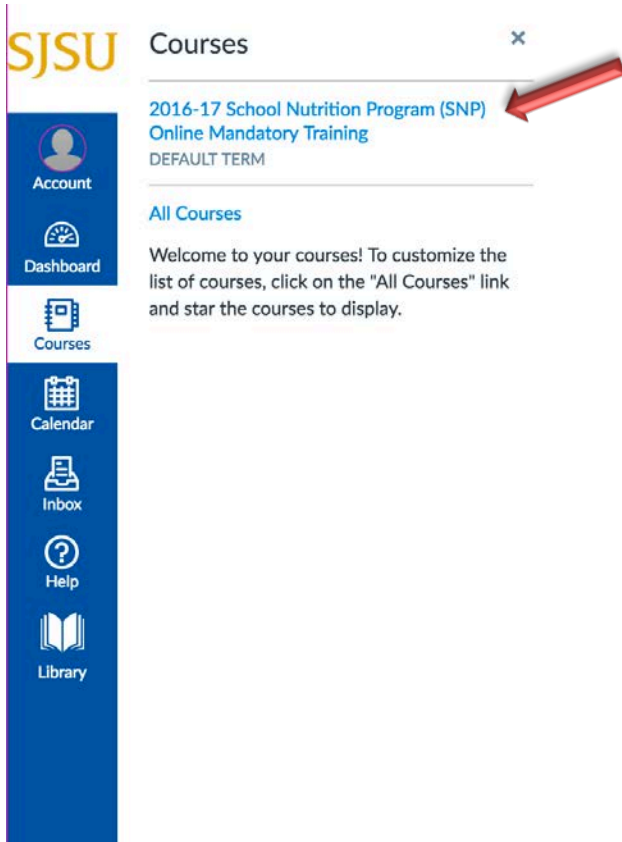 SJSU
Account
Dashboard
Courses
Calendar
Inbox
Help
Library
Courses
×
2016-17 School Nutrition Program (SNP)
Online Mandatory Training
DEFAULT TERM
All Courses
Welcome to your courses! To customize the
list of courses, click on the "All Courses" link
and star the courses to display.